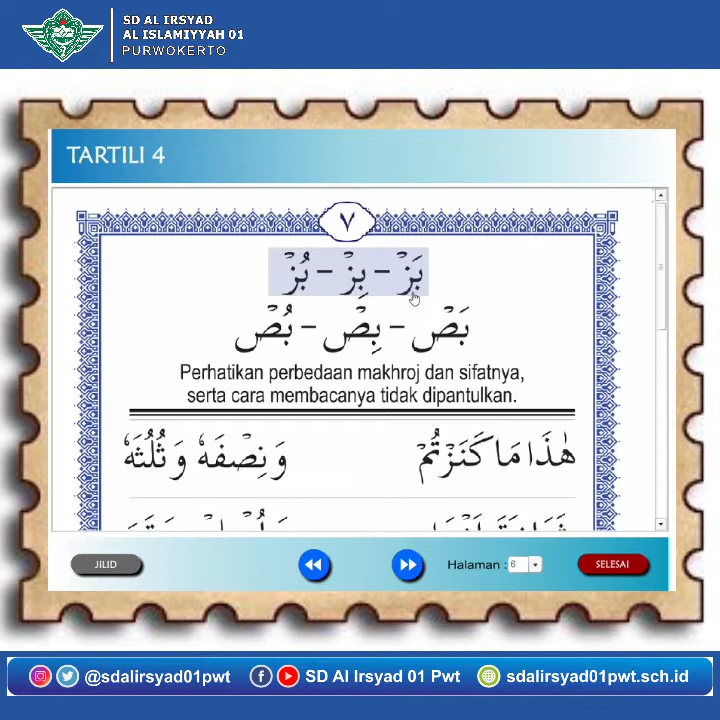 SD AL IRSYAD
AL ISLAMIYYAH 01
PURWOKERTO
TARTILI 4
٧
بَزْ – بِزْ – بُزْ
بَصْ – بِصْ – بُصْ
Perhatikan perbedaan makhroj dan sifatnya,
serta cara membacanya tidak dipantulkan.
هٰذَا مَا كَنَزْتُمْ
وَنِصْفَهٗ وَثُلُثَهٗ
JILID
Halaman : 6
SELESAI
@sdalirsyad01pwt
SD Al Irsyad 01 Pwt
sdalirsyad01pwt.sch.id